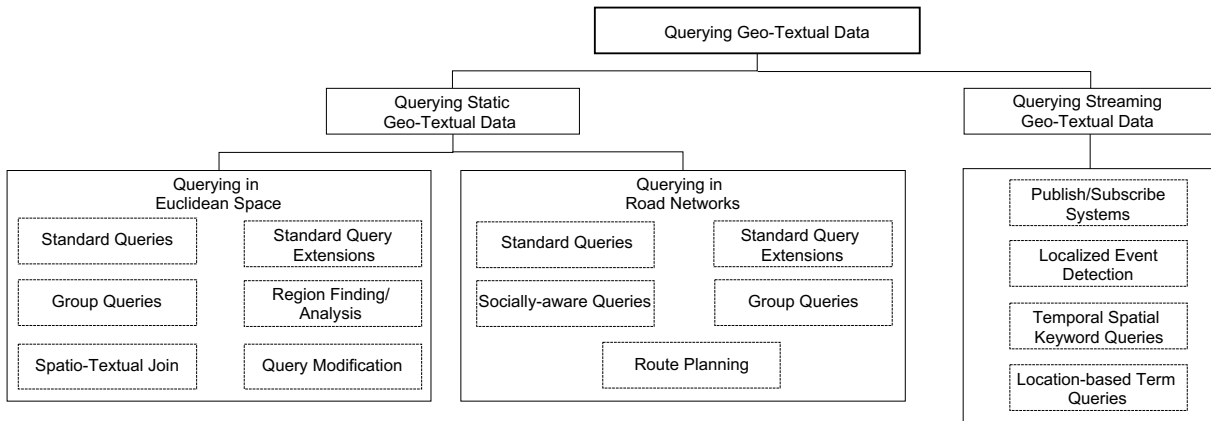 Querying Geo-Textual Data
Querying Static
Geo-Textual Data
Querying Streaming
Geo-Textual Data
Querying in
Euclidean Space
Standard Queries
Standard Query
Extensions
Group Queries
Region Finding/
Analysis
Spatio-Textual Join
Query Modification
Querying in
Road Networks
Standard Queries
Standard Query
Extensions
Socially-aware Queries
Group Queries
Route Planning
Publish/Subscribe
Systems
Localized Event
Detection
Temporal Spatial
Keyword Queries
Location-based Term
Queries